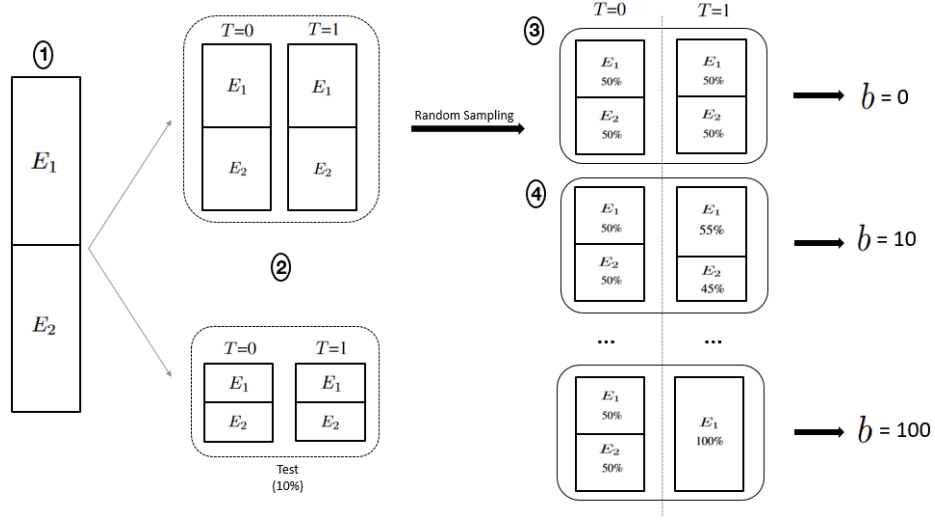 1
E₁
E₂
T=0 T=1
E₁ E₁
E₂ E₂
2
T=0 T=1
E₁ E₁
E₂ E₂
Test
(10%)
Random Sampling
T=0 T=1
3
E₁ E₁
50% 50%
E₂ E₂
50% 50%
b = 0
4
E₁ E₁
50% 55%
E₂ E₂
50% 45%
b = 10
... ...
E₁ E₁
50% 100%
E₂
50%
b = 100